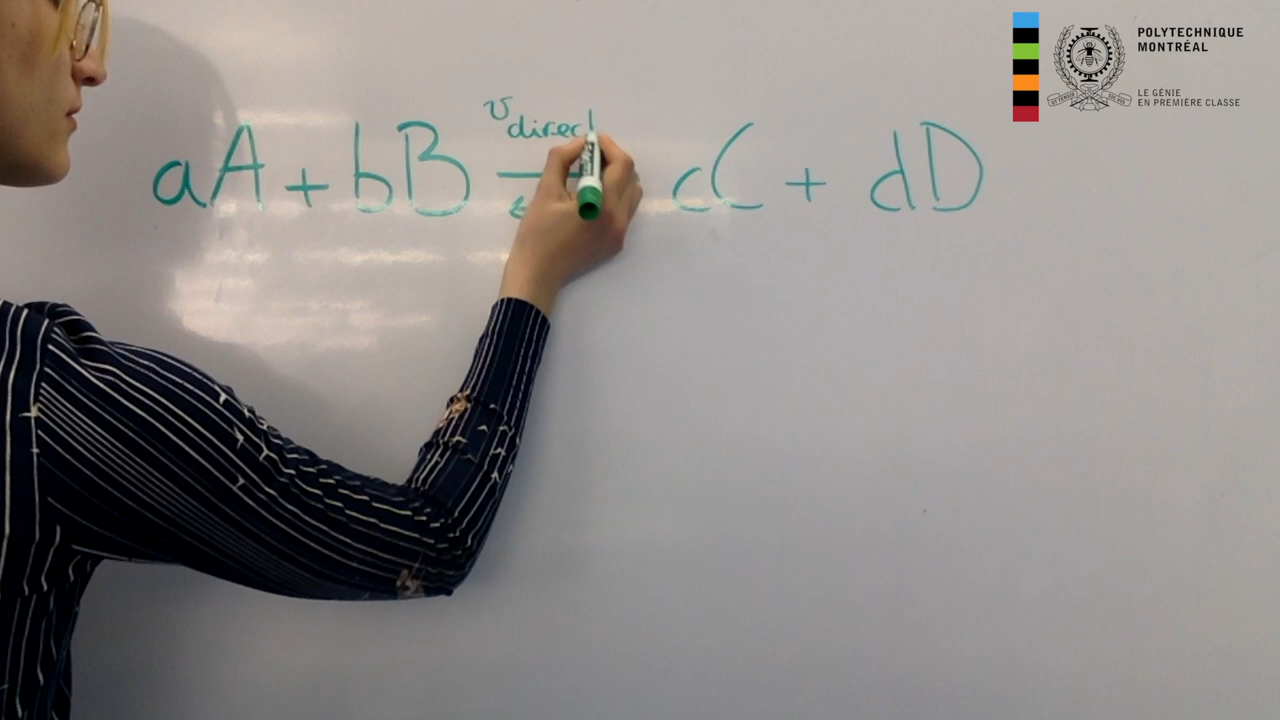 POLYTECHNIQUE
MONTRÉAL
LE GÉNIE
EN PREMIÈRE CLASSE
v direct
aA + bB ⇌ cC + dD